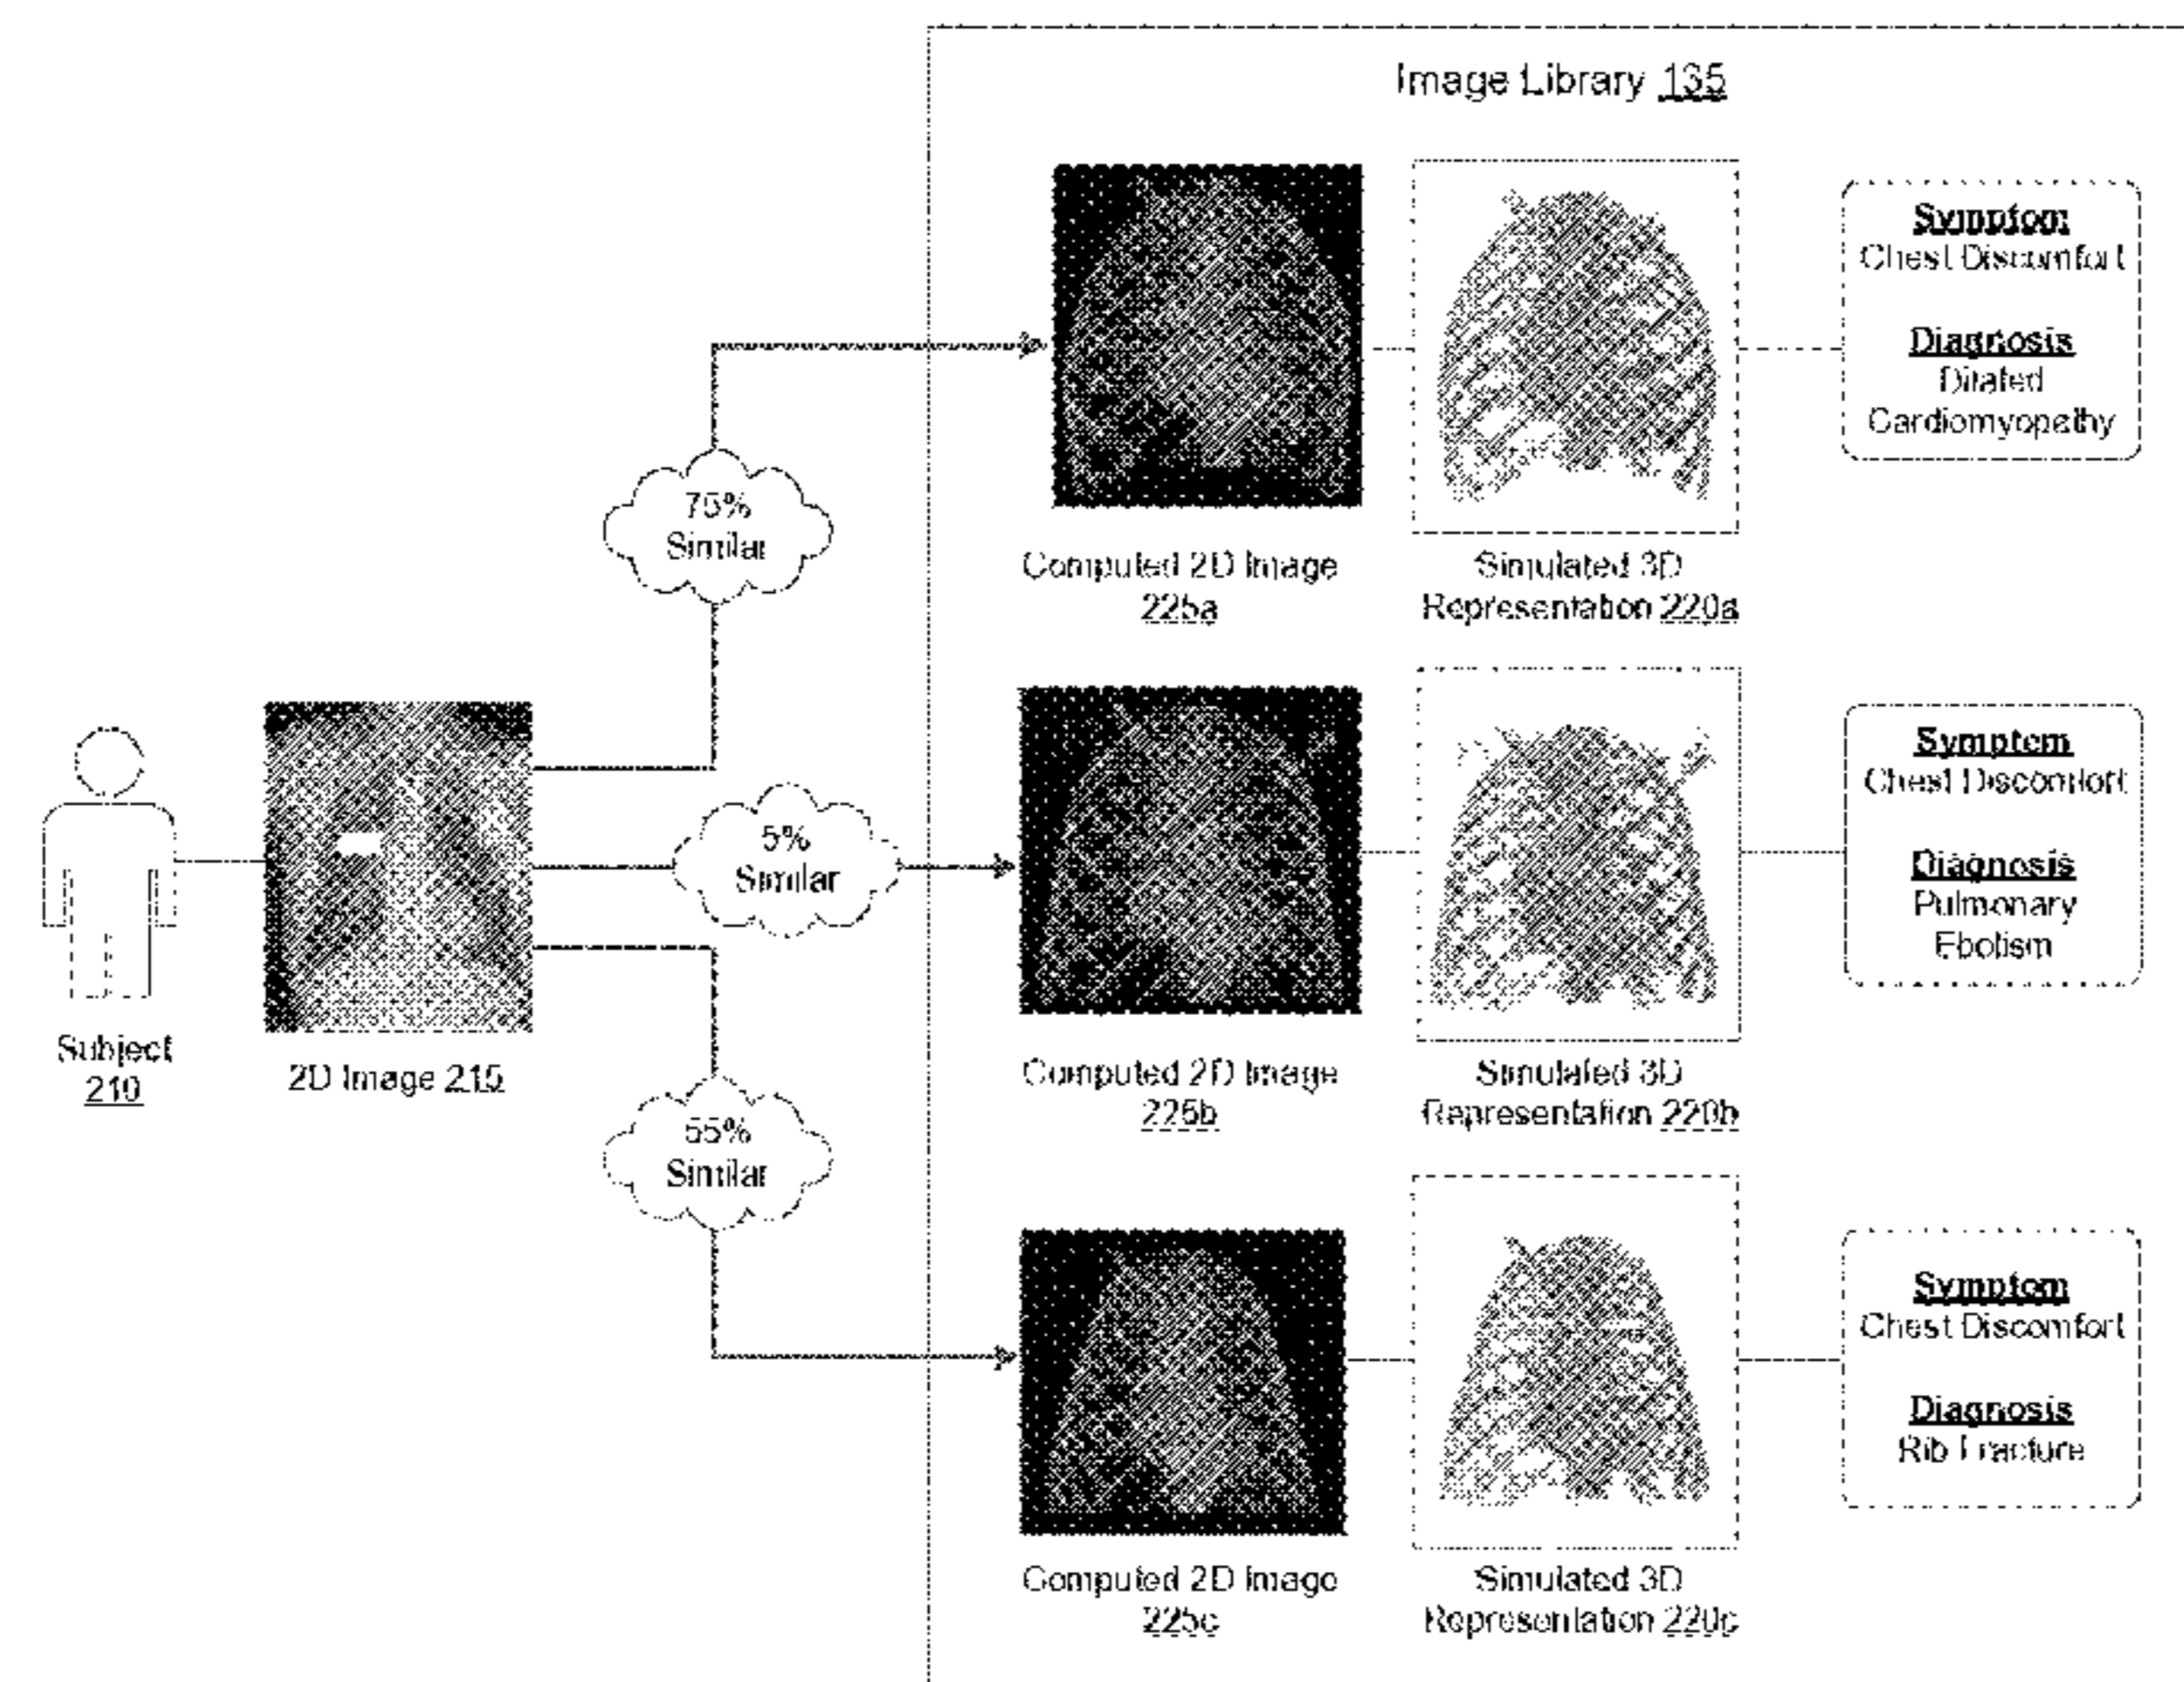 Image Library 135
Symptom
Chest Discomfort
Diagnosis
Dilated
Cardiomyopathy
75%
Similar
Computed 2D Image
225a
Simulated 3D
Representation 220a
Symptom
Chest Discomfort
Diagnosis
Pulmonary
Ebolism
5%
Similar
Subject
210
2D Image 215
Computed 2D Image
225b
Simulated 3D
Representation 220b
55%
Similar
Symptom
Chest Discomfort
Diagnosis
Rib Fracture
Computed 2D Image
225c
Simulated 3D
Representation 220c